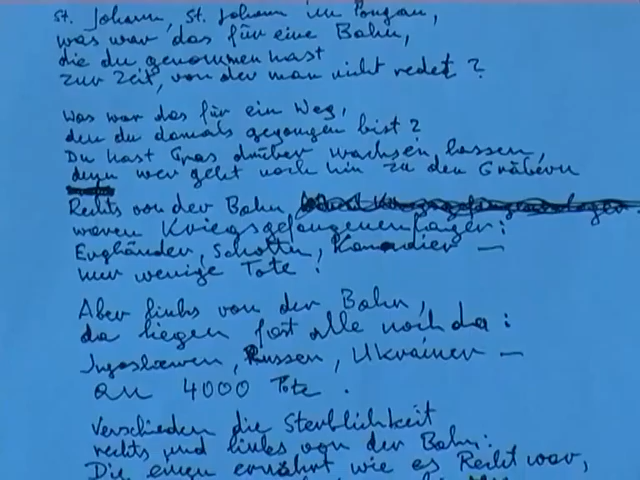 St. Johann, St. Johann im Pongau,
was war das für eine Bahn,
die du genommen hast
zur Zeit, von der man nicht redet?
Was war das für ein Weg,
den du damals gegangen bist?
Du hast Gras drüber wachsen lassen,
denn wer geht noch hin zu den Gräbern
Rechts von der Bahn
waren Kriegsgefangenenlager:
Engländer, Schotten, Kanadier —
nur wenige Tote.
Aber links von der Bahn,
da liegen fast alle noch da:
Jugoslawen, Russen, Ukrainer —
an 4000 Tote.
Verschieden die Sterblichkeit
rechts und links von der Bahn:
Die einen ernährt wie es Recht war,